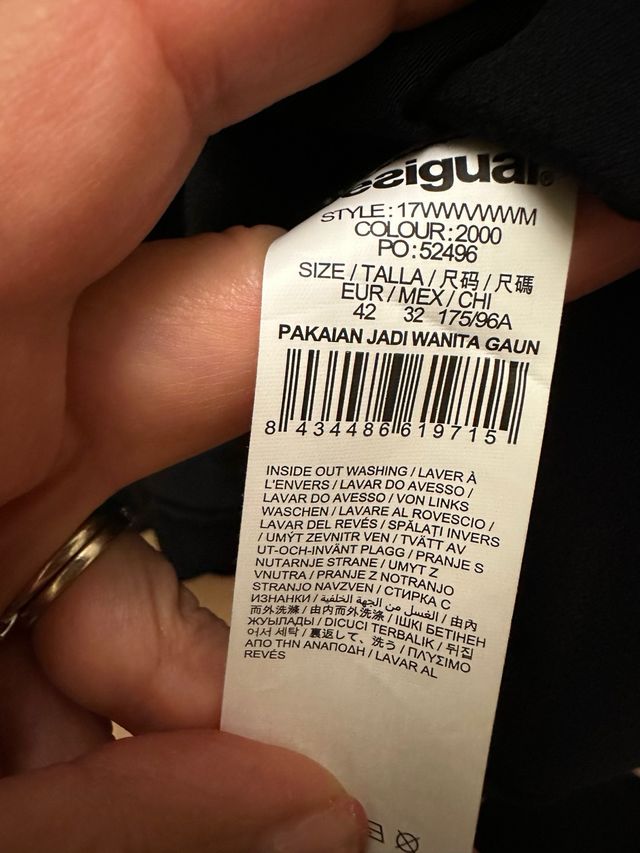 esigual®
STYLE:17WWVWWM
COLOUR:2000
PO:52496
SIZE / TALLA / 尺码 / 尺碼
EUR / MEX / CHI
42 32 175/96A
PAKAIAN JADI WANITA GAUN
8 434486 619715
INSIDE OUT WASHING / LAVER À
L'ENVERS / LAVAR DO AVESSO /
LAVAR DO AVESSO / VON LINKS
WASCHEN / LAVARE AL ROVESCIO /
LAVAR DEL REVÉS / SPĂLAȚI INVERS
/ UMÝT ZEVNITR VEN / TVÄTT AV
UT-OCH-INVÄNT PLAGG / PRANJE S
NUTARNJE STRANE / UMYT Z
VNUTRA / PRANJE Z NOTRANJO
STRANJO NAVZVEN / СТИРКА С
ИЗНАНКИ / الغسل من الجهة الخلفية / 由內
而外洗滌 / 由内而外洗涤 / ІШКІ БЕТІНЕН
ЖУЫЛАДЫ / DICUCI TERBALIK / 뒤집
어서 세탁 / 裏返して、洗う / ΠΛΥΣΙΜΟ
ΑΠΟ ΤΗΝ ΑΝΑΠΟΔΗ / LAVAR AL
REVÉS